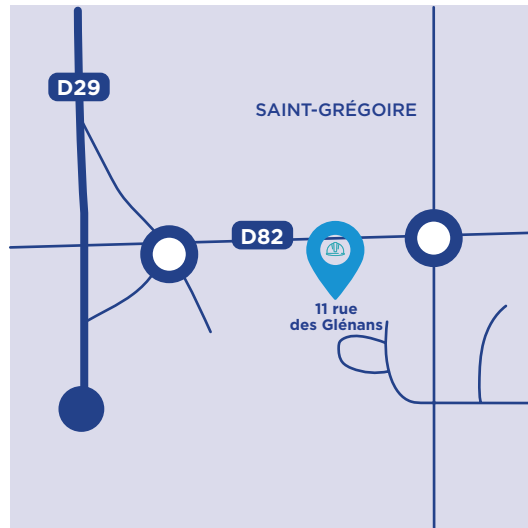 D29
SAINT-GRÉGOIRE
D82
11 rue
des Glénans